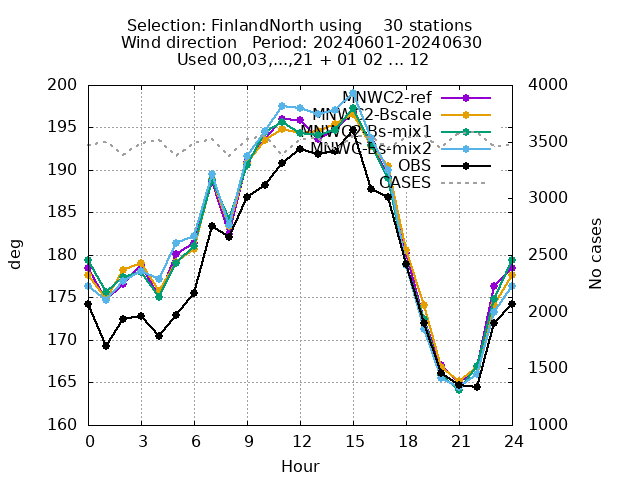 Selection: FinlandNorth using 30 stations
Wind direction Period: 20240601-20240630
Used 00,03,...,21 + 01 02 ... 12
200 4000
MNWC2-ref
MNWC2-Bscale
195 3500
MNWC2-Bs-mix1
MNWC-Bs-mix2
OBS
190 3000
CASES
185 2500
180
175 2000
170
165 1500
160 1000
deg
No cases
0 3 6 9 12 15 18 21 24
Hour